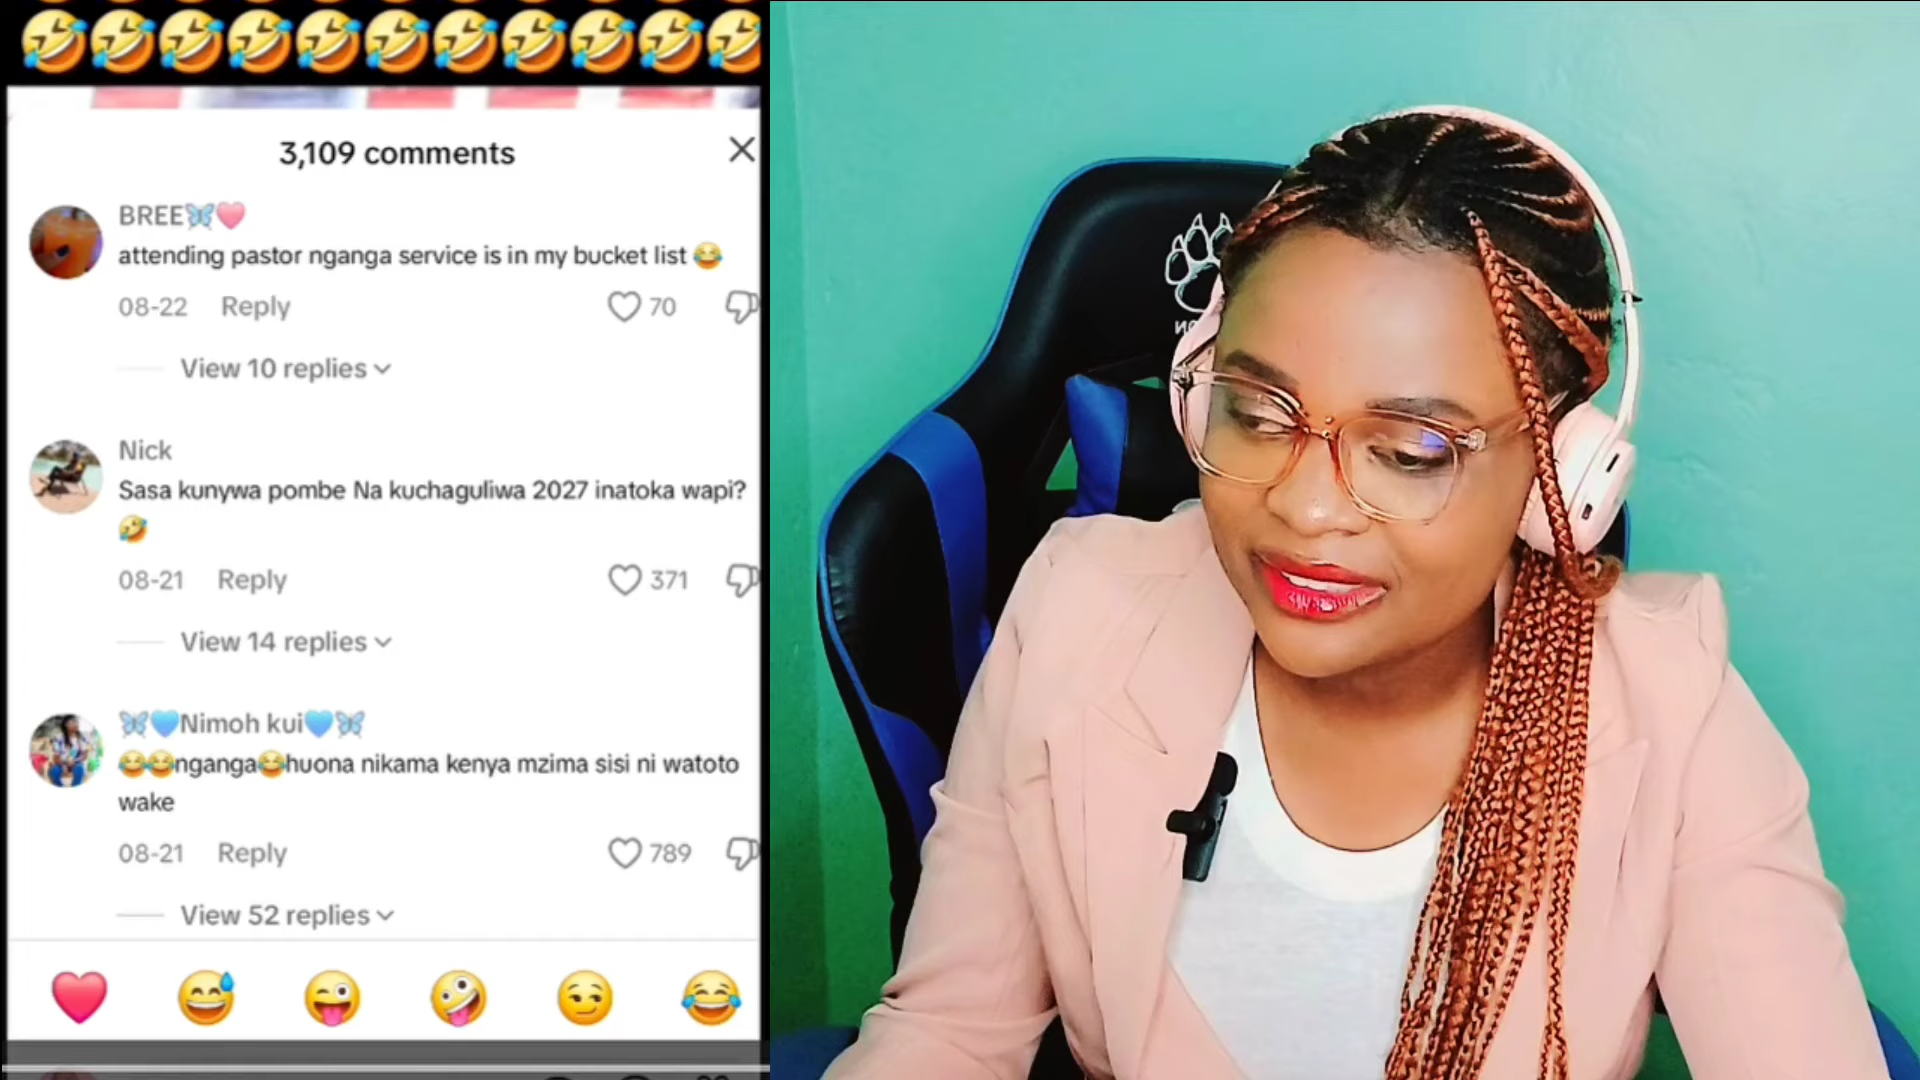 3,109 comments
BREE🦋💗
attending pastor nganga service is in my bucket list 😂
08-22 Reply 70
View 10 replies
Nick
Sasa kunywa pombe Na kuchaguliwa 2027 inatoka wapi?
🤣
08-21 Reply 371
View 14 replies
🦋💙Nimoh kui💙🦋
😂😂nganga😂huona nikama kenya mzima sisi ni watoto
wake
08-21 Reply 789
View 52 replies